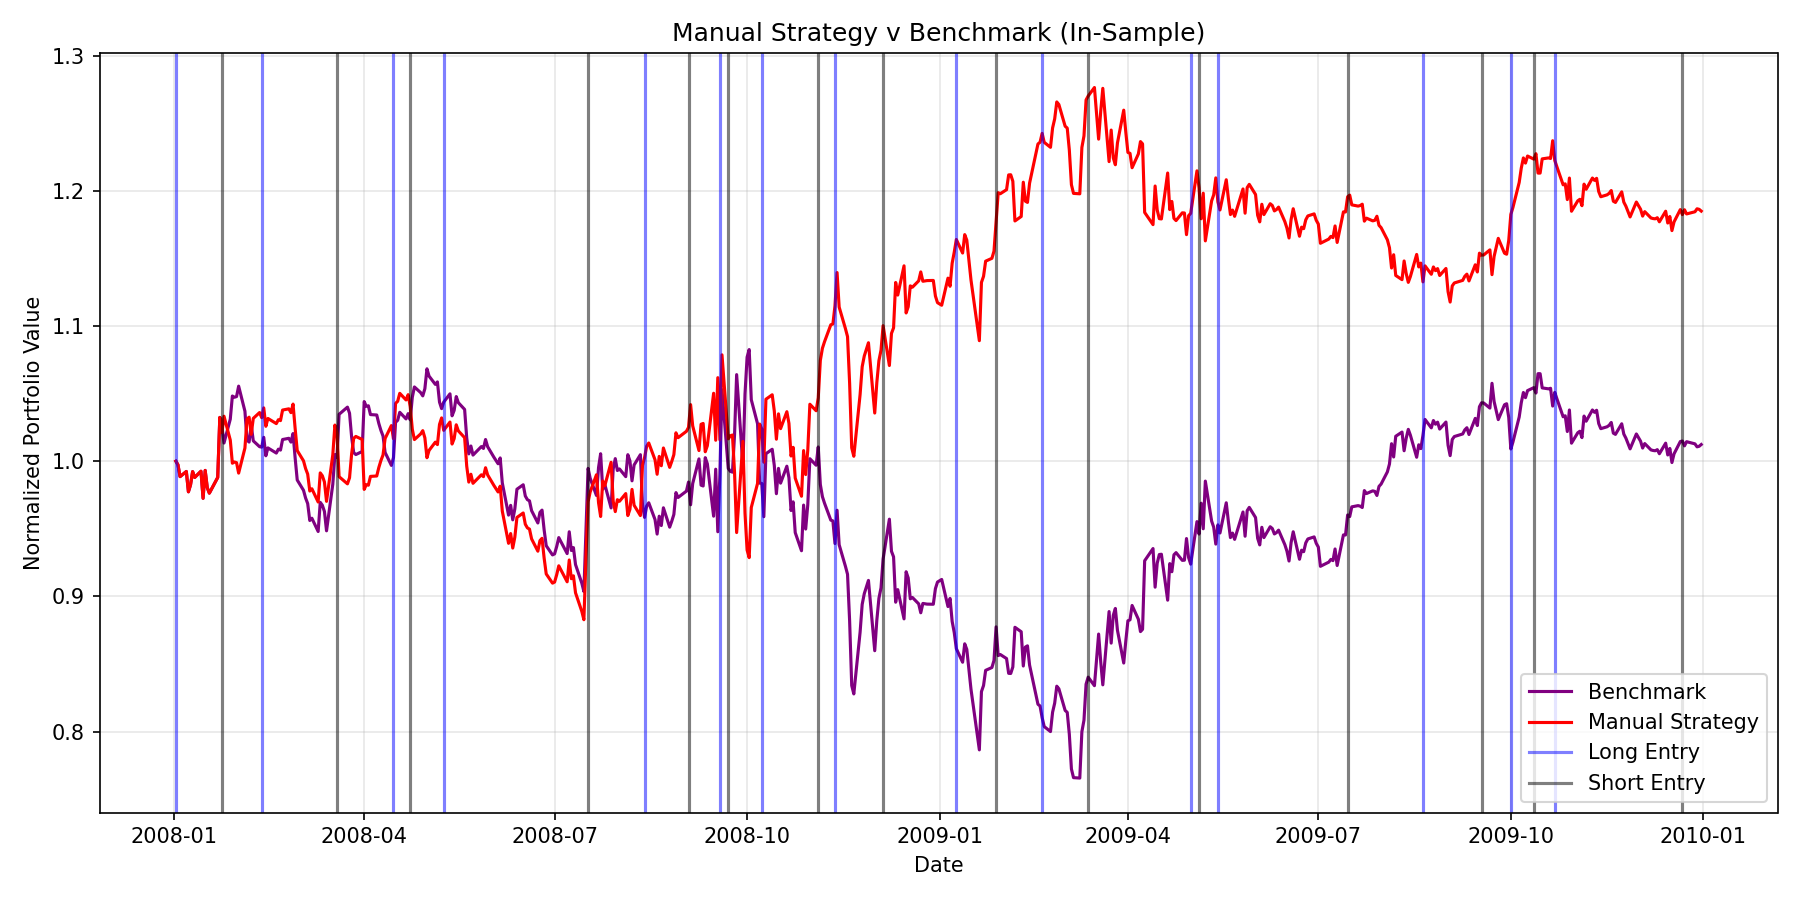 Manual Strategy v Benchmark (In-Sample)
Normalized Portfolio Value
1.3
1.2
1.1
1.0
0.9
0.8
Benchmark
Manual Strategy
Long Entry
Short Entry
2008-01 2008-04 2008-07 2008-10 2009-01 2009-04 2009-07 2009-10 2010-01
Date